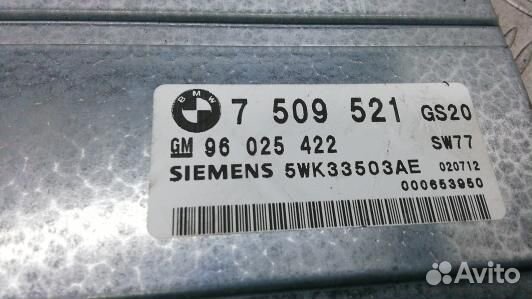 BMW
7 509 521 GS20
GM 96 025 422 SW77
SIEMENS 5WK33503AE 020712
000653950
Avito